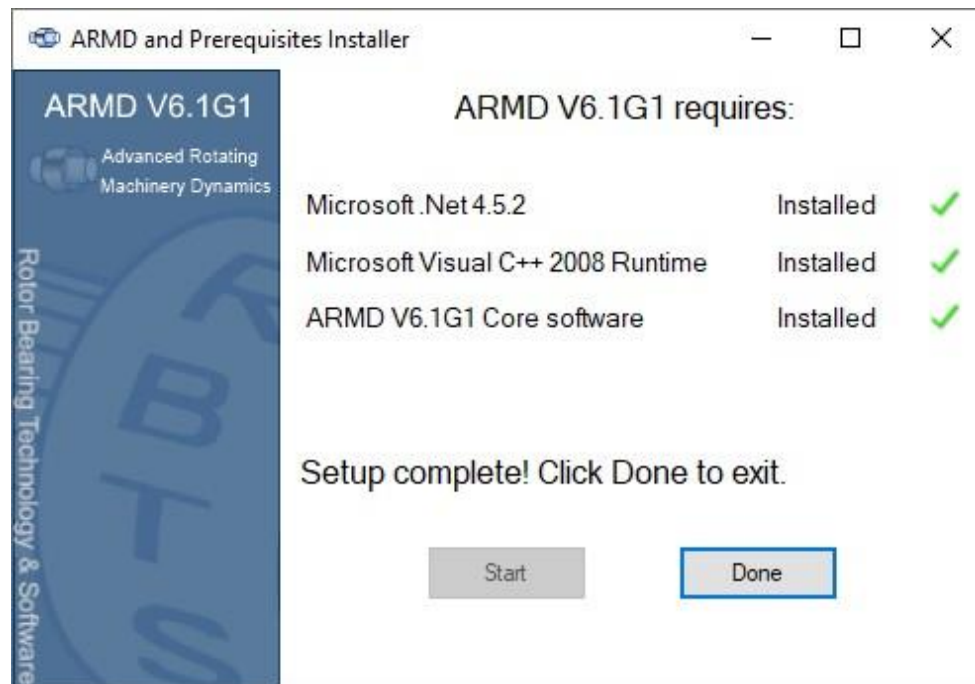 ARMD and Prerequisites Installer
ARMD V6.1G1
Advanced Rotating
Machinery Dynamics
Rotor Bearing Technology & Software
RBTS
ARMD V6.1G1 requires:
Microsoft .Net 4.5.2 Installed
Microsoft Visual C++ 2008 Runtime Installed
ARMD V6.1G1 Core software Installed
Setup complete! Click Done to exit.
Start Done